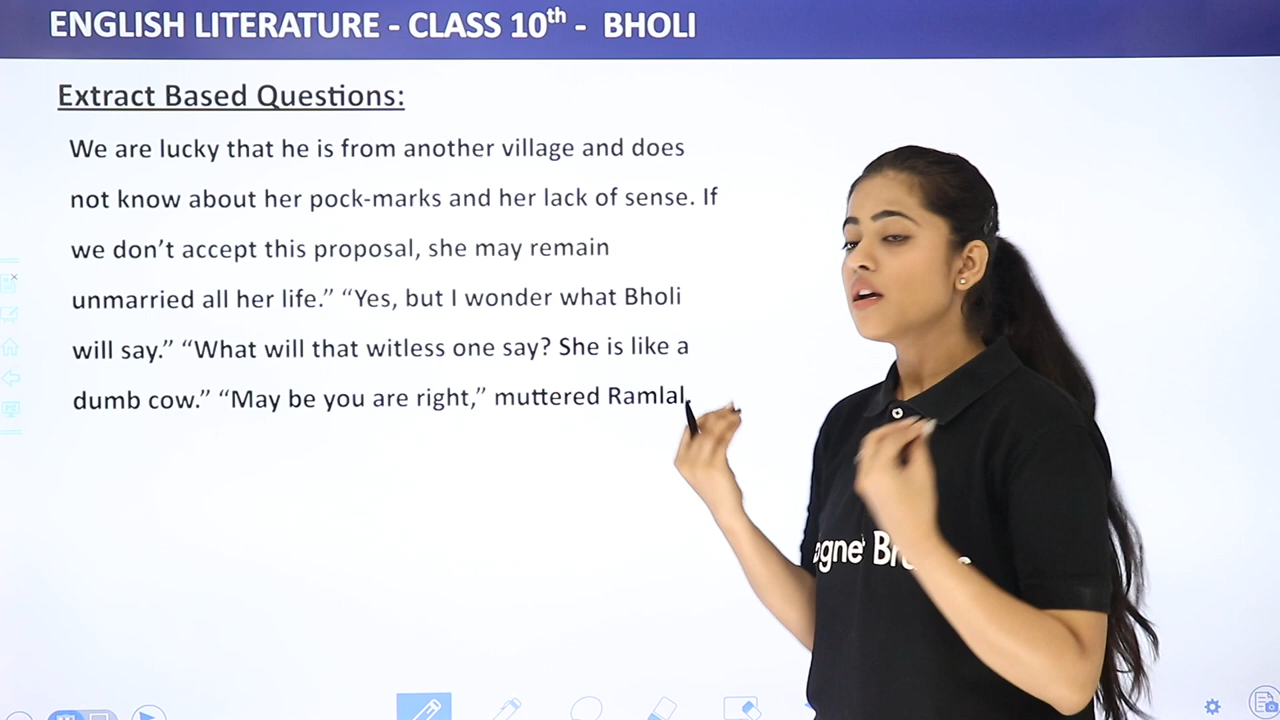 ENGLISH LITERATURE - CLASS 10th - BHOLI
Extract Based Questions:
We are lucky that he is from another village and does
not know about her pock-marks and her lack of sense. If
we don’t accept this proposal, she may remain
unmarried all her life.” “Yes, but I wonder what Bholi
will say.” “What will that witless one say? She is like a
dumb cow.” “May be you are right,” muttered Ramlal.